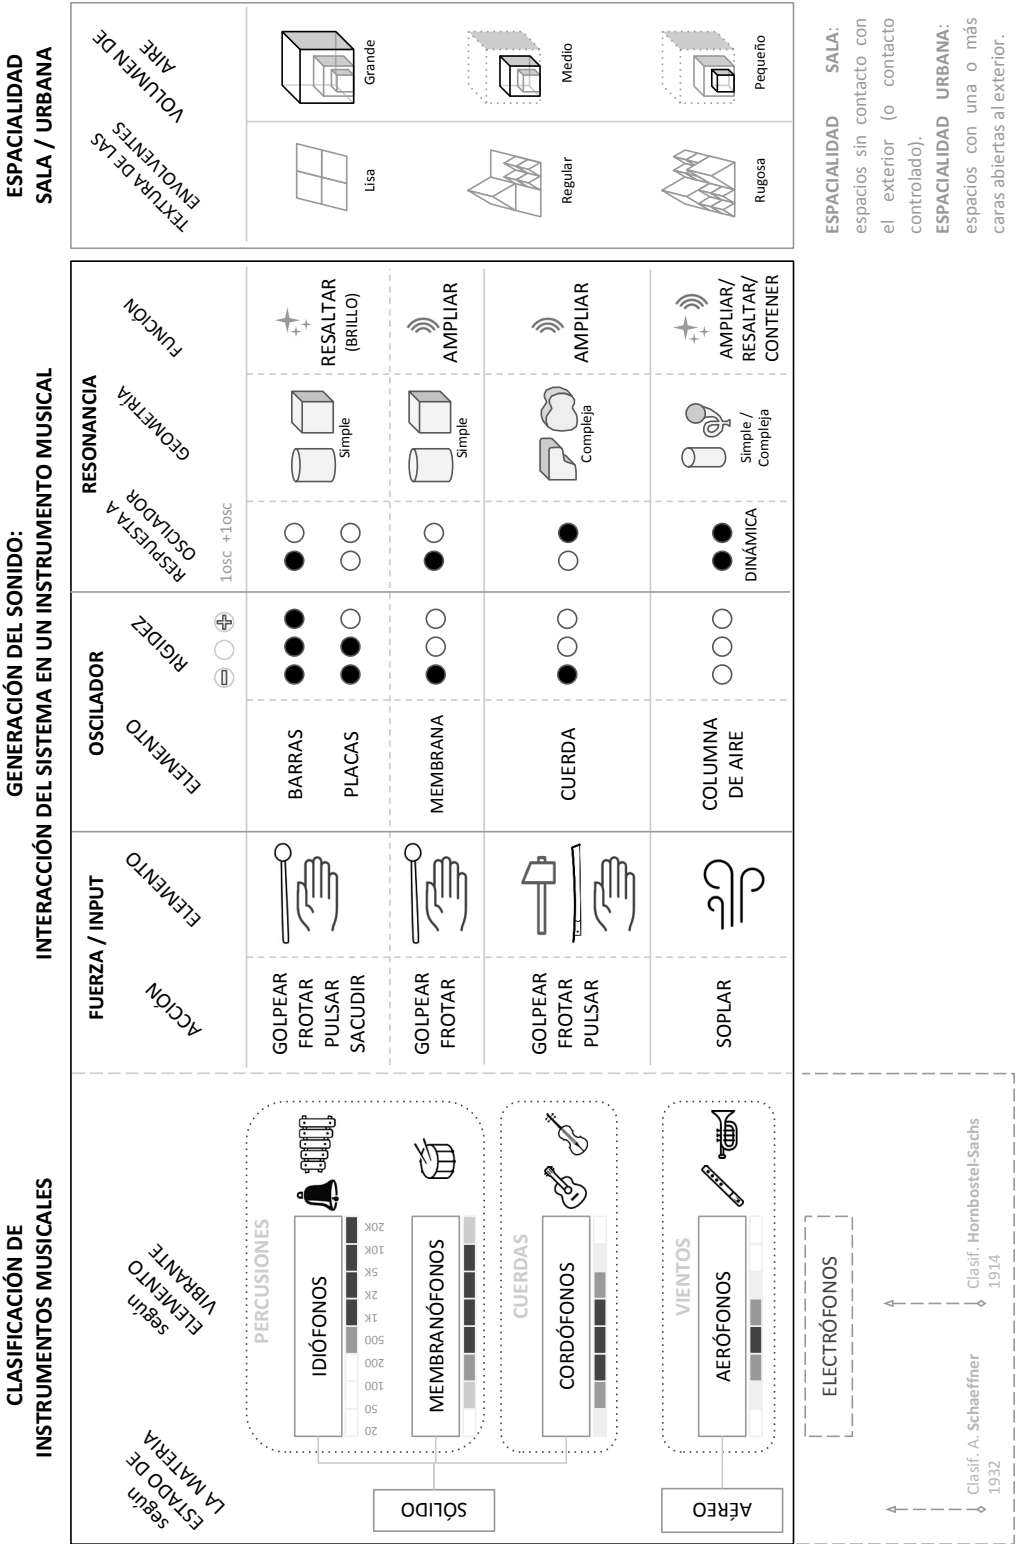 CLASIFICACIÓN DE
INSTRUMENTOS MUSICALES
GENERACIÓN DEL SONIDO:
INTERACCIÓN DEL SISTEMA EN UN INSTRUMENTO MUSICAL
ESPACIALIDAD
SALA / URBANA
según
ESTADO DE
LA MATERIA
según
ELEMENTO
VIBRANTE
FUERZA / INPUT
ACCIÓN
ELEMENTO
OSCILADOR
ELEMENTO
RIGIDEZ
RESONANCIA
RESPUESTA A
OSCILADOR
1osc +1osc
GEOMETRÍA
FUNCIÓN
TEXTURA DE LAS
ENVOLVENTES
VOLUMEN DE
AIRE
SÓLIDO
PERCUSIONES
IDIÓFONOS
20 50 100 200 500 1K 2K 5K 10K 20K
GOLPEAR
FROTAR
PULSAR
SACUDIR
BARRAS
PLACAS
Simple
RESALTAR
(BRILLO)
Lisa
Grande
MEMBRANÓFONOS
GOLPEAR
FROTAR
MEMBRANA
Simple
AMPLIAR
CUERDAS
CORDÓFONOS
GOLPEAR
FROTAR
PULSAR
CUERDA
Compleja
AMPLIAR
Regular
Medio
AÉREO
VIENTOS
AERÓFONOS
SOPLAR
COLUMNA
DE AIRE
DINÁMICA
Simple /
Compleja
AMPLIAR/
RESALTAR/
CONTENER
Rugosa
Pequeño
ELECTRÓFONOS
Clasif. A. Schaeffner
1932
Clasif. Hornbostel-Sachs
1914
ESPACIALIDAD SALA:
espacios sin contacto con
el exterior (o contacto
controlado).
ESPACIALIDAD URBANA:
espacios con una o más
caras abiertas al exterior.